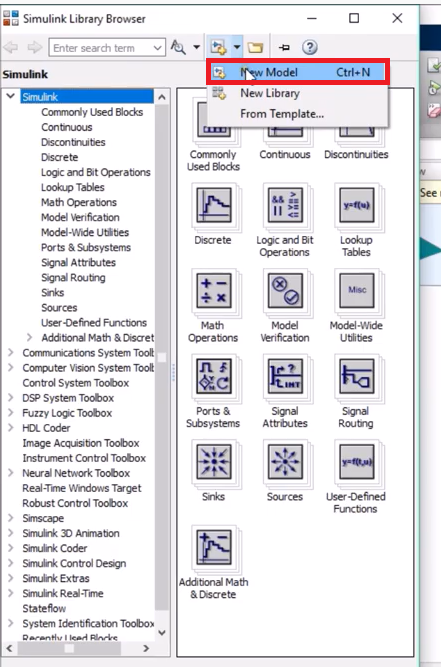 Simulink Library Browser
Enter search term
Simulink
New Model Ctrl+N
New Library
From Template...
Simulink
Commonly Used Blocks
Continuous
Discontinuities
Discrete
Logic and Bit Operations
Lookup Tables
Math Operations
Model Verification
Model-Wide Utilities
Ports & Subsystems
Signal Attributes
Signal Routing
Sinks
Sources
User-Defined Functions
Additional Math & Discret
Communications System Toolb
Computer Vision System Toolb
Control System Toolbox
DSP System Toolbox
Fuzzy Logic Toolbox
HDL Coder
Image Acquisition Toolbox
Instrument Control Toolbox
Neural Network Toolbox
Real-Time Windows Target
Robust Control Toolbox
Simscape
Simulink 3D Animation
Simulink Coder
Simulink Control Design
Simulink Extras
Simulink Real-Time
Stateflow
System Identification Toolbox
Recently Used Blocks
Commonly
Used Blocks
Continuous
Discontinuities
Discrete
Logic and Bit
Operations
y=f(u)
Lookup
Tables
Math
Operations
Model
Verification
Misc
Model-Wide
Utilities
Ports &
Subsystems
Signal
Attributes
Signal
Routing
Sinks
Sources
y=f(t,u)
User-Defined
Functions
Additional Math
& Discrete
See